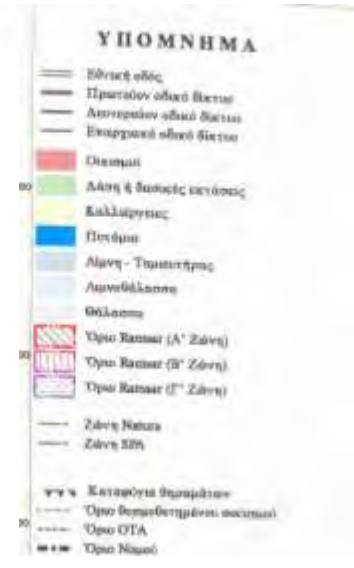 ΥΠΟΜΝΗΜΑ
Εθνική οδός
Πρωτεύον οδικό δίκτυο
Δευτερεύον οδικό δίκτυο
Επαρχιακό οδικό δίκτυο
Οικισμοί
Δάση ή δασικές εκτάσεις
Καλλιέργειες
Ποτάμια
Λίμνη - Ταμιευτήρας
Λιμνοθάλασσα
Θάλασσα
Όριο Ramsar (Α' Ζώνη)
Όριο Ramsar (Β' Ζώνη)
Όριο Ramsar (Γ' Ζώνη)
Ζώνη Natura
Ζώνη SPA
Καταφύγια θηραμάτων
Όριο θεσμοθετημένου οικισμού
Όριο ΟΤΑ
Όριο Νομού